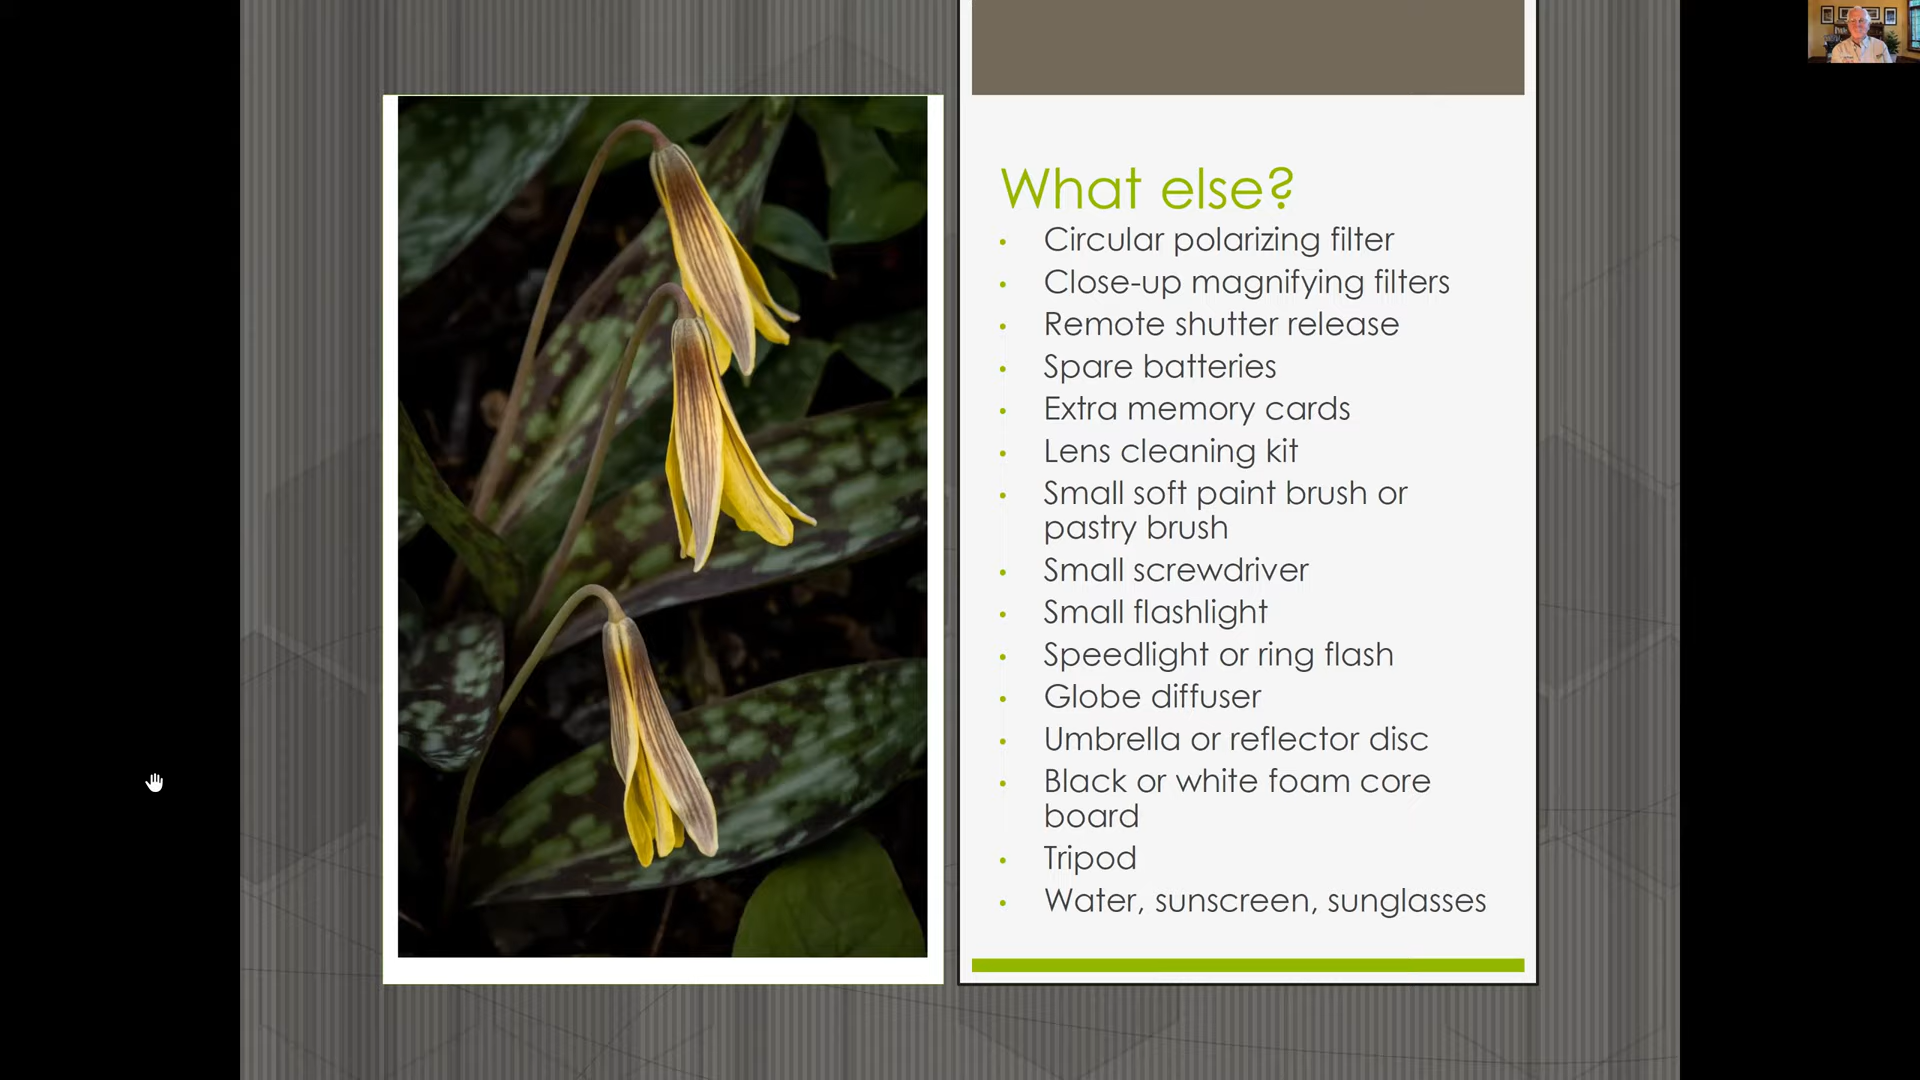 What else?
• Circular polarizing filter
• Close-up magnifying filters
• Remote shutter release
• Spare batteries
• Extra memory cards
• Lens cleaning kit
• Small soft paint brush or
pastry brush
• Small screwdriver
• Small flashlight
• Speedlight or ring flash
• Globe diffuser
• Umbrella or reflector disc
• Black or white foam core
board
• Tripod
• Water, sunscreen, sunglasses